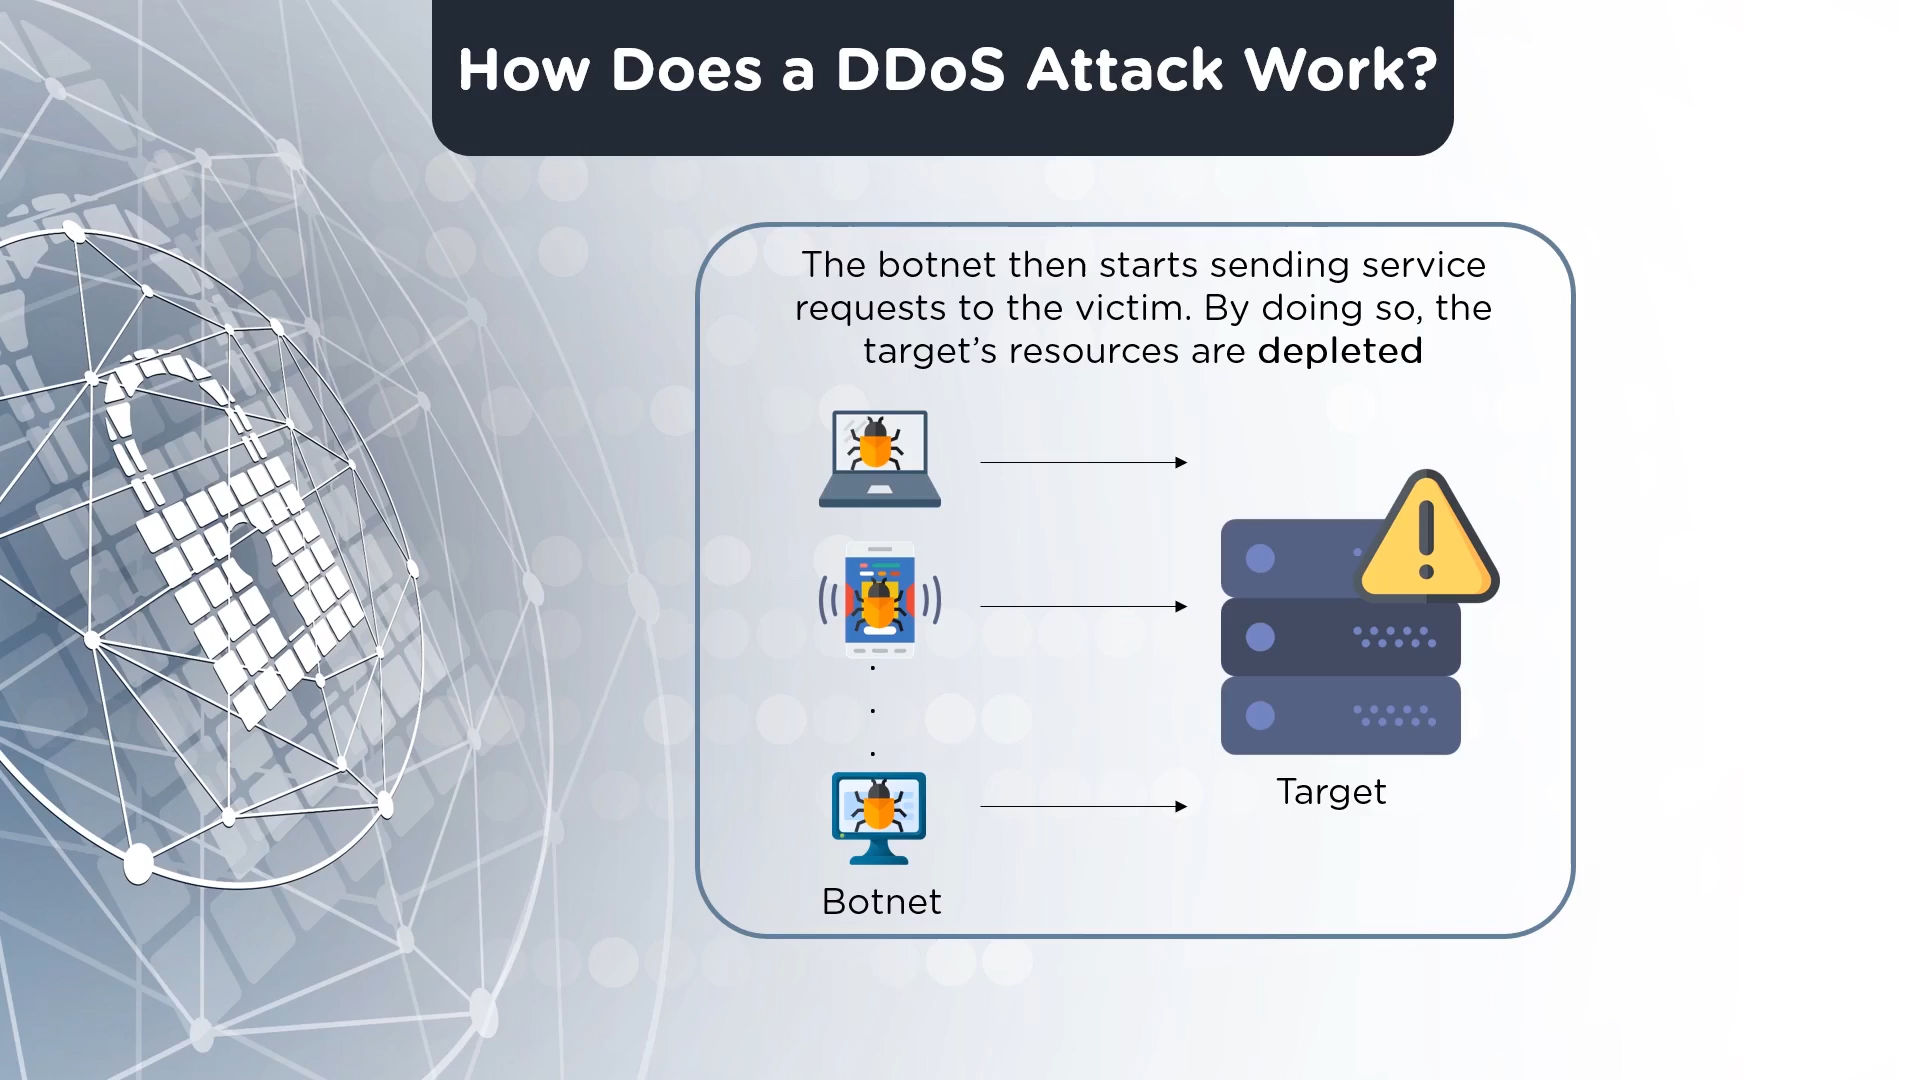 How Does a DDoS Attack Work?
The botnet then starts sending service
requests to the victim. By doing so, the
target’s resources are depleted
Target
Botnet